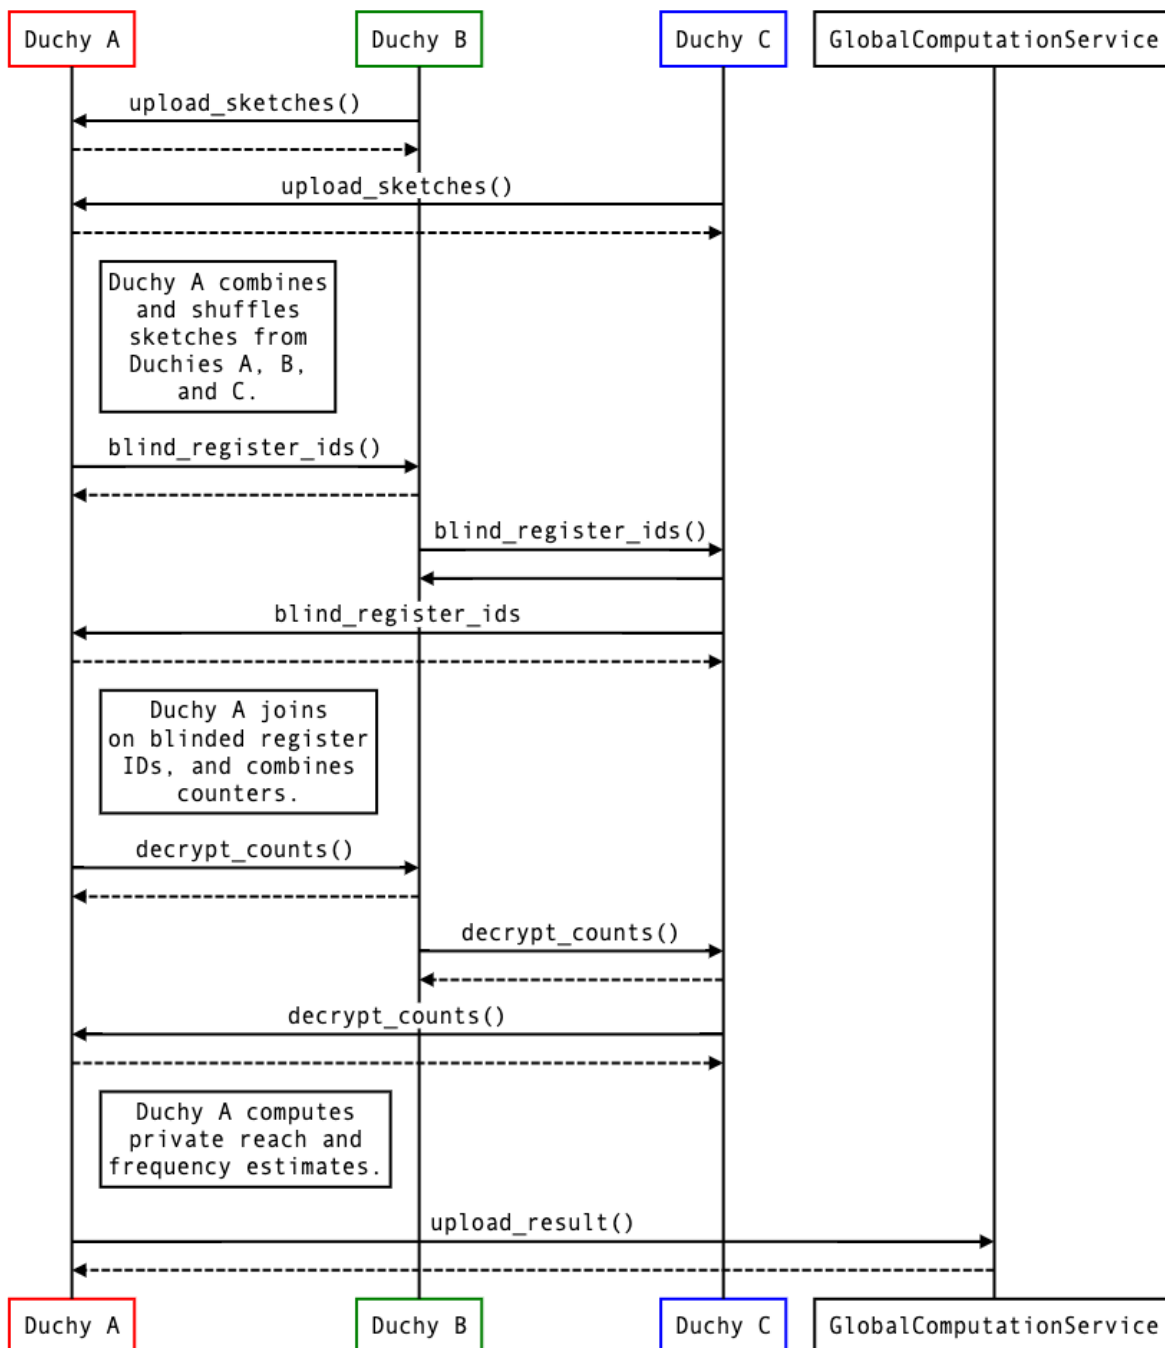 Duchy A
Duchy B
Duchy C
GlobalComputationService
upload_sketches()
upload_sketches()
Duchy A combines
and shuffles
sketches from
Duchies A, B,
and C.
blind_register_ids()
blind_register_ids()
blind_register_ids
Duchy A joins
on blinded register
IDs, and combines
counters.
decrypt_counts()
decrypt_counts()
decrypt_counts()
Duchy A computes
private reach and
frequency estimates.
upload_result()
Duchy A
Duchy B
Duchy C
GlobalComputationService